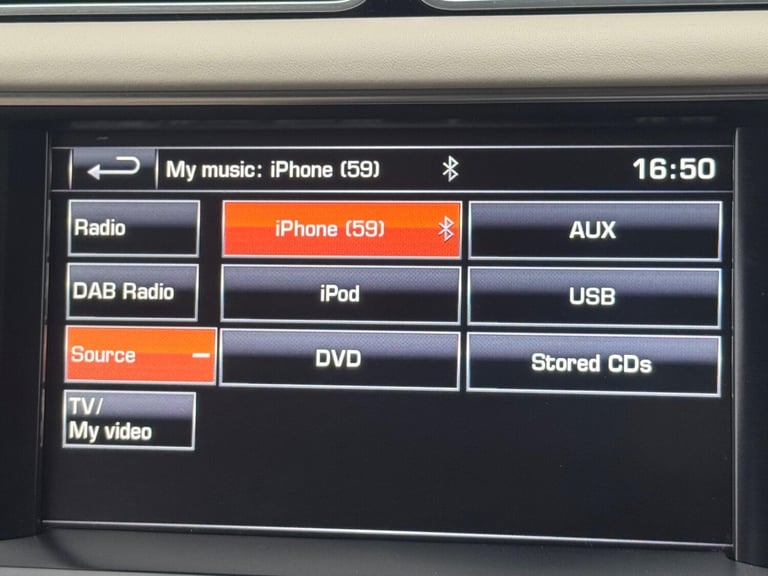 My music: iPhone (59)
16:50
Radio
iPhone (59)
AUX
DAB Radio
iPod
USB
Source
DVD
Stored CDs
TV/
My video